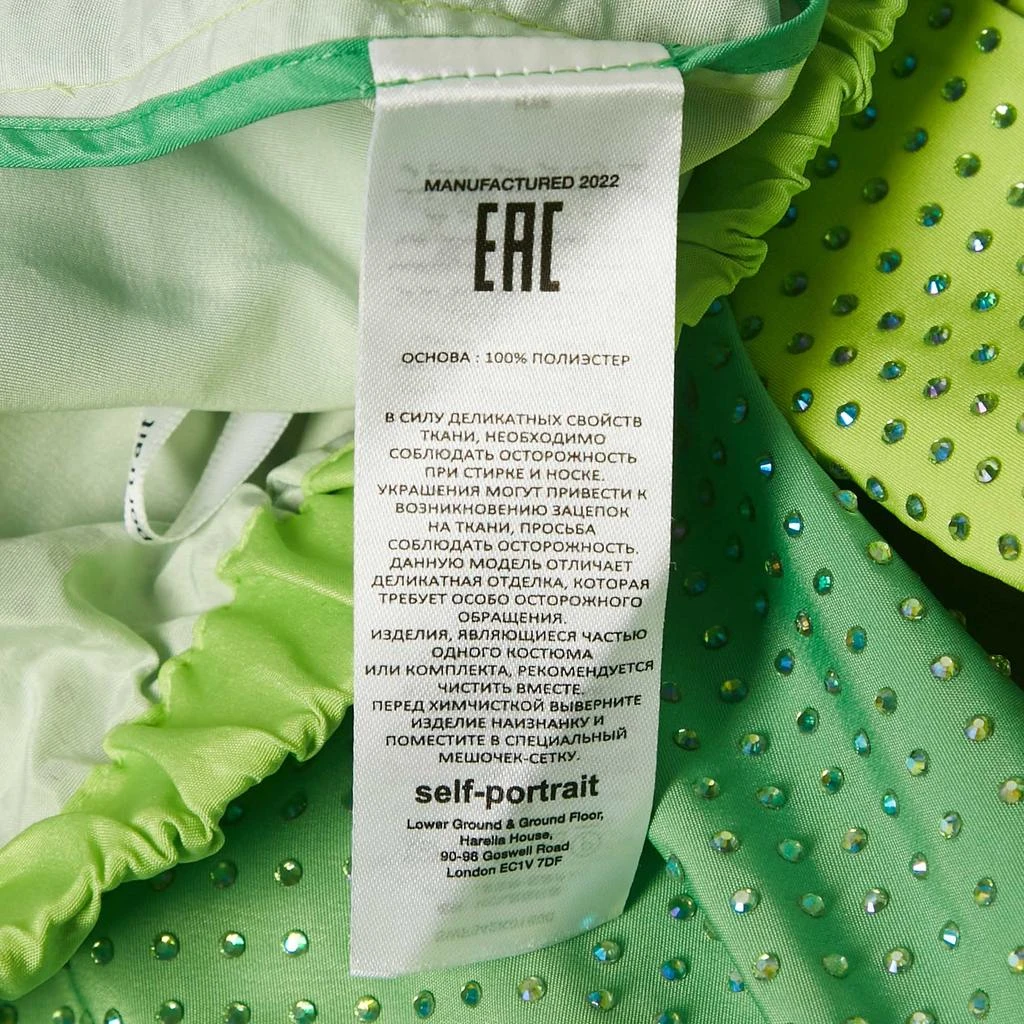 MANUFACTURED 2022
EAC
ОСНОВА : 100% ПОЛИЭСТЕР
В СИЛУ ДЕЛИКАТНЫХ СВОЙСТВ
ТКАНИ, НЕОБХОДИМО
СОБЛЮДАТЬ ОСТОРОЖНОСТЬ
ПРИ СТИРКЕ И НОСКЕ.
УКРАШЕНИЯ МОГУТ ПРИВЕСТИ К
ВОЗНИКНОВЕНИЮ ЗАЦЕПОК
НА ТКАНИ, ПРОСЬБА
СОБЛЮДАТЬ ОСТОРОЖНОСТЬ.
ДАННУЮ МОДЕЛЬ ОТЛИЧАЕТ
ДЕЛИКАТНАЯ ОТДЕЛКА, КОТОРАЯ
ТРЕБУЕТ ОСОБО ОСТОРОЖНОГО
ОБРАЩЕНИЯ.
ИЗДЕЛИЯ, ЯВЛЯЮЩИЕСЯ ЧАСТЬЮ
ОДНОГО КОСТЮМА
ИЛИ КОМПЛЕКТА, РЕКОМЕНДУЕТСЯ
ЧИСТИТЬ ВМЕСТЕ.
ПЕРЕД ХИМЧИСТКОЙ ВЫВЕРНИТЕ
ИЗДЕЛИЕ НАИЗНАНКУ И
ПОМЕСТИТЕ В СПЕЦИАЛЬНЫЙ
МЕШОЧЕК-СЕТКУ.
self-portrait
Lower Ground & Ground Floor,
Harella House,
90-98 Goswell Road
London EC1V 7DF